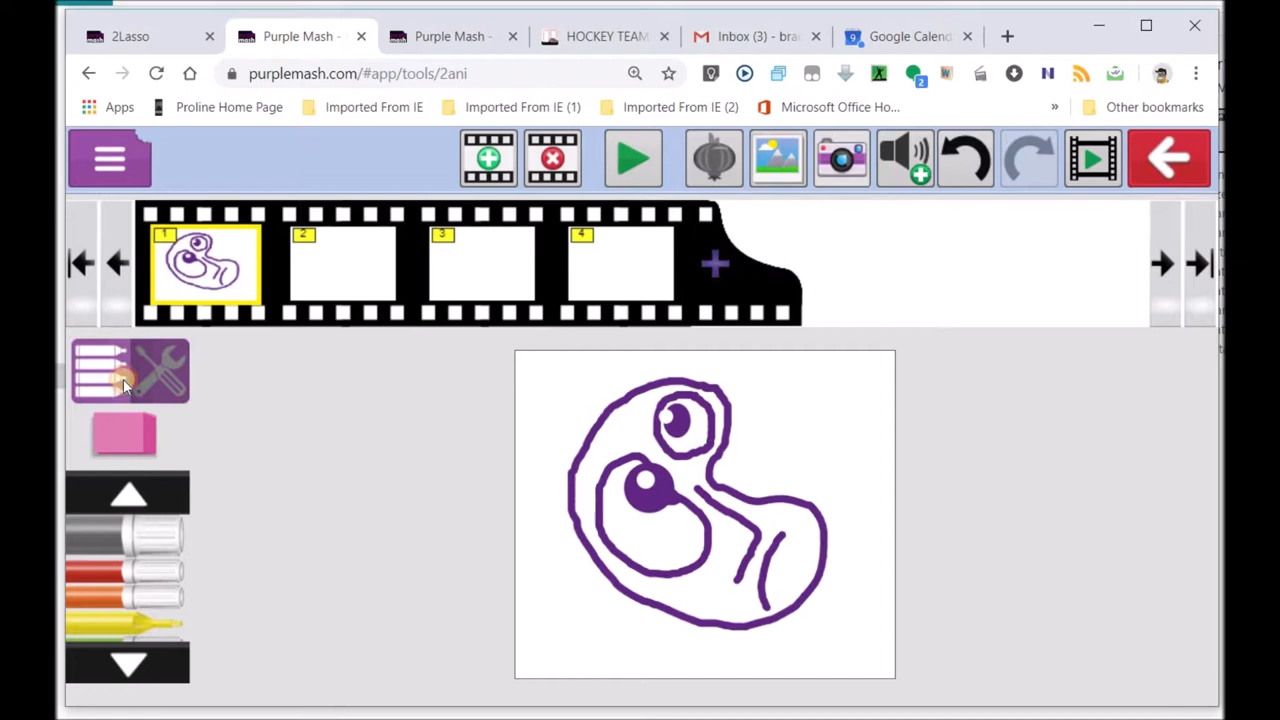 2Lasso
Purple Mash -
Purple Mash -
HOCKEY TEAM
Inbox (3) - bra
Google Calend
purplemash.com/#app/tools/2ani
2
Apps
Proline Home Page
Imported From IE
Imported From IE (1)
Imported From IE (2)
Microsoft Office Ho...
»
Other bookmarks
1
2
3
4